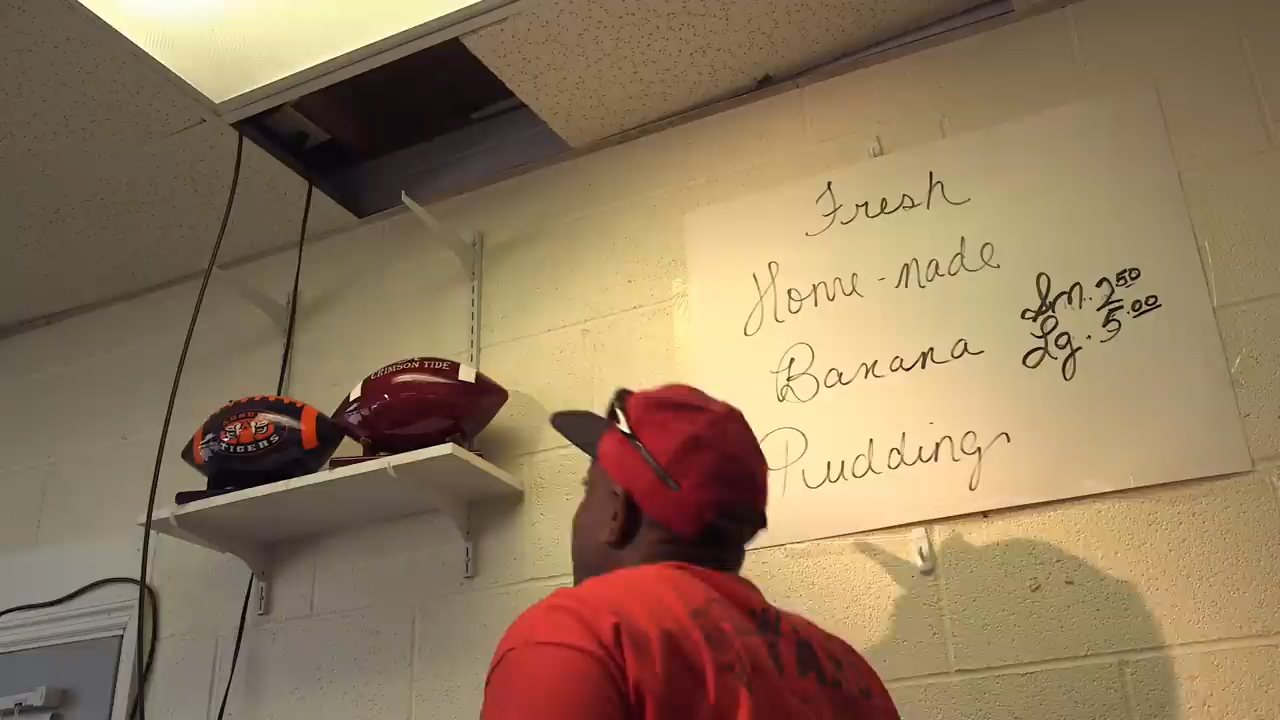 Fresh
Home-made
Banana
Pudding
Sm. 2.50
Lg. 5.00
CRIMSON TIDE
TIGERS